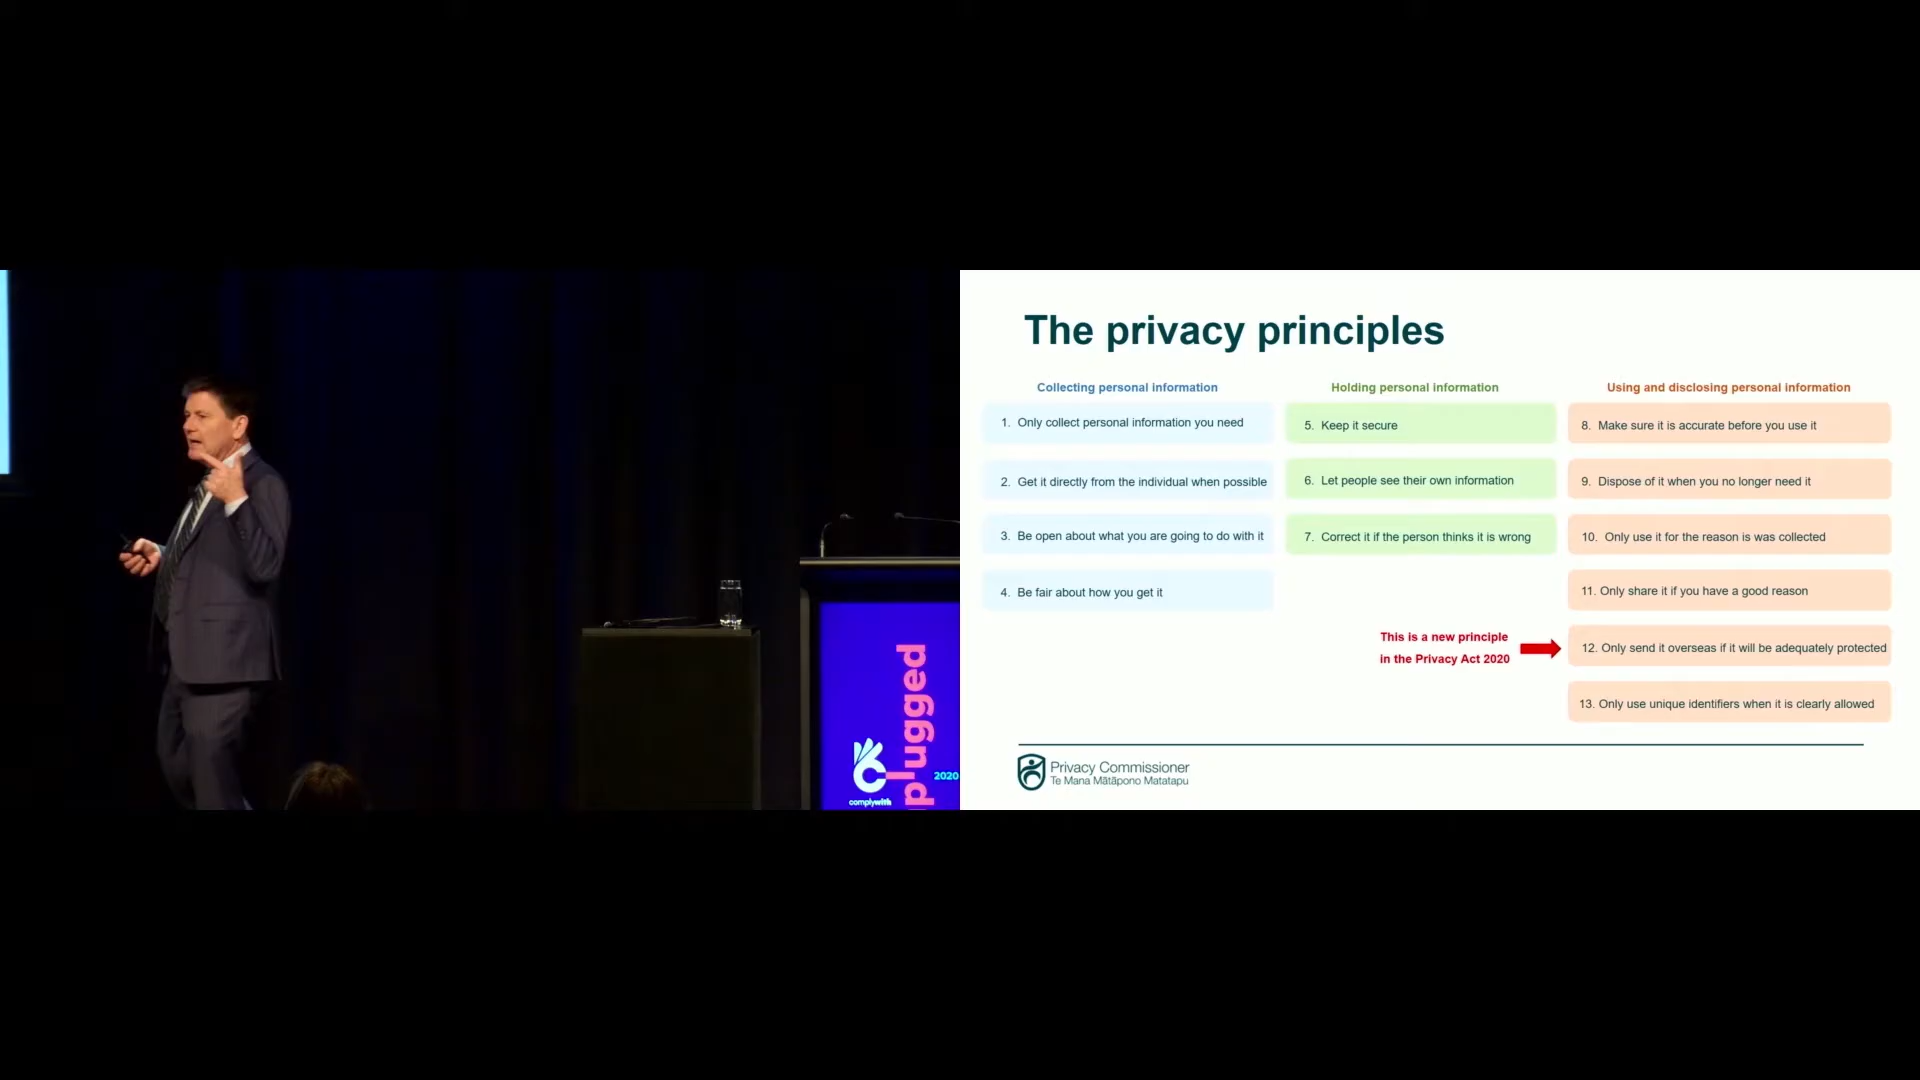 plugged
2020
complywith
The privacy principles
Collecting personal information
1. Only collect personal information you need
2. Get it directly from the individual when possible
3. Be open about what you are going to do with it
4. Be fair about how you get it
Holding personal information
5. Keep it secure
6. Let people see their own information
7. Correct it if the person thinks it is wrong
Using and disclosing personal information
8. Make sure it is accurate before you use it
9. Dispose of it when you no longer need it
10. Only use it for the reason is was collected
11. Only share it if you have a good reason
This is a new principle
in the Privacy Act 2020
12. Only send it overseas if it will be adequately protected
13. Only use unique identifiers when it is clearly allowed
Privacy Commissioner
Te Mana Mātāpono Matatapu